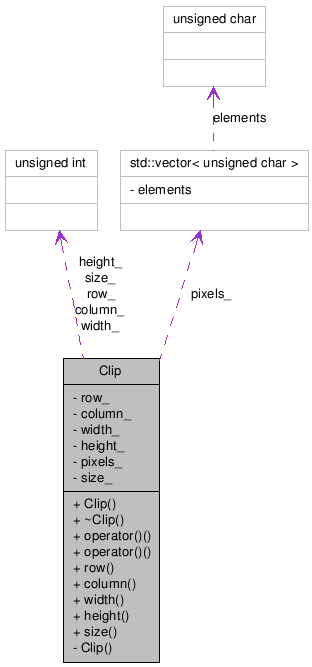 unsigned char
elements
unsigned int
std::vector< unsigned char >
- elements
height_
size_
row_
column_
width_
pixels_
Clip
- row_
- column_
- width_
- height_
- pixels_
- size_
+ Clip()
+ ~Clip()
+ operator()()
+ operator()()
+ row()
+ column()
+ width()
+ height()
+ size()
- Clip()